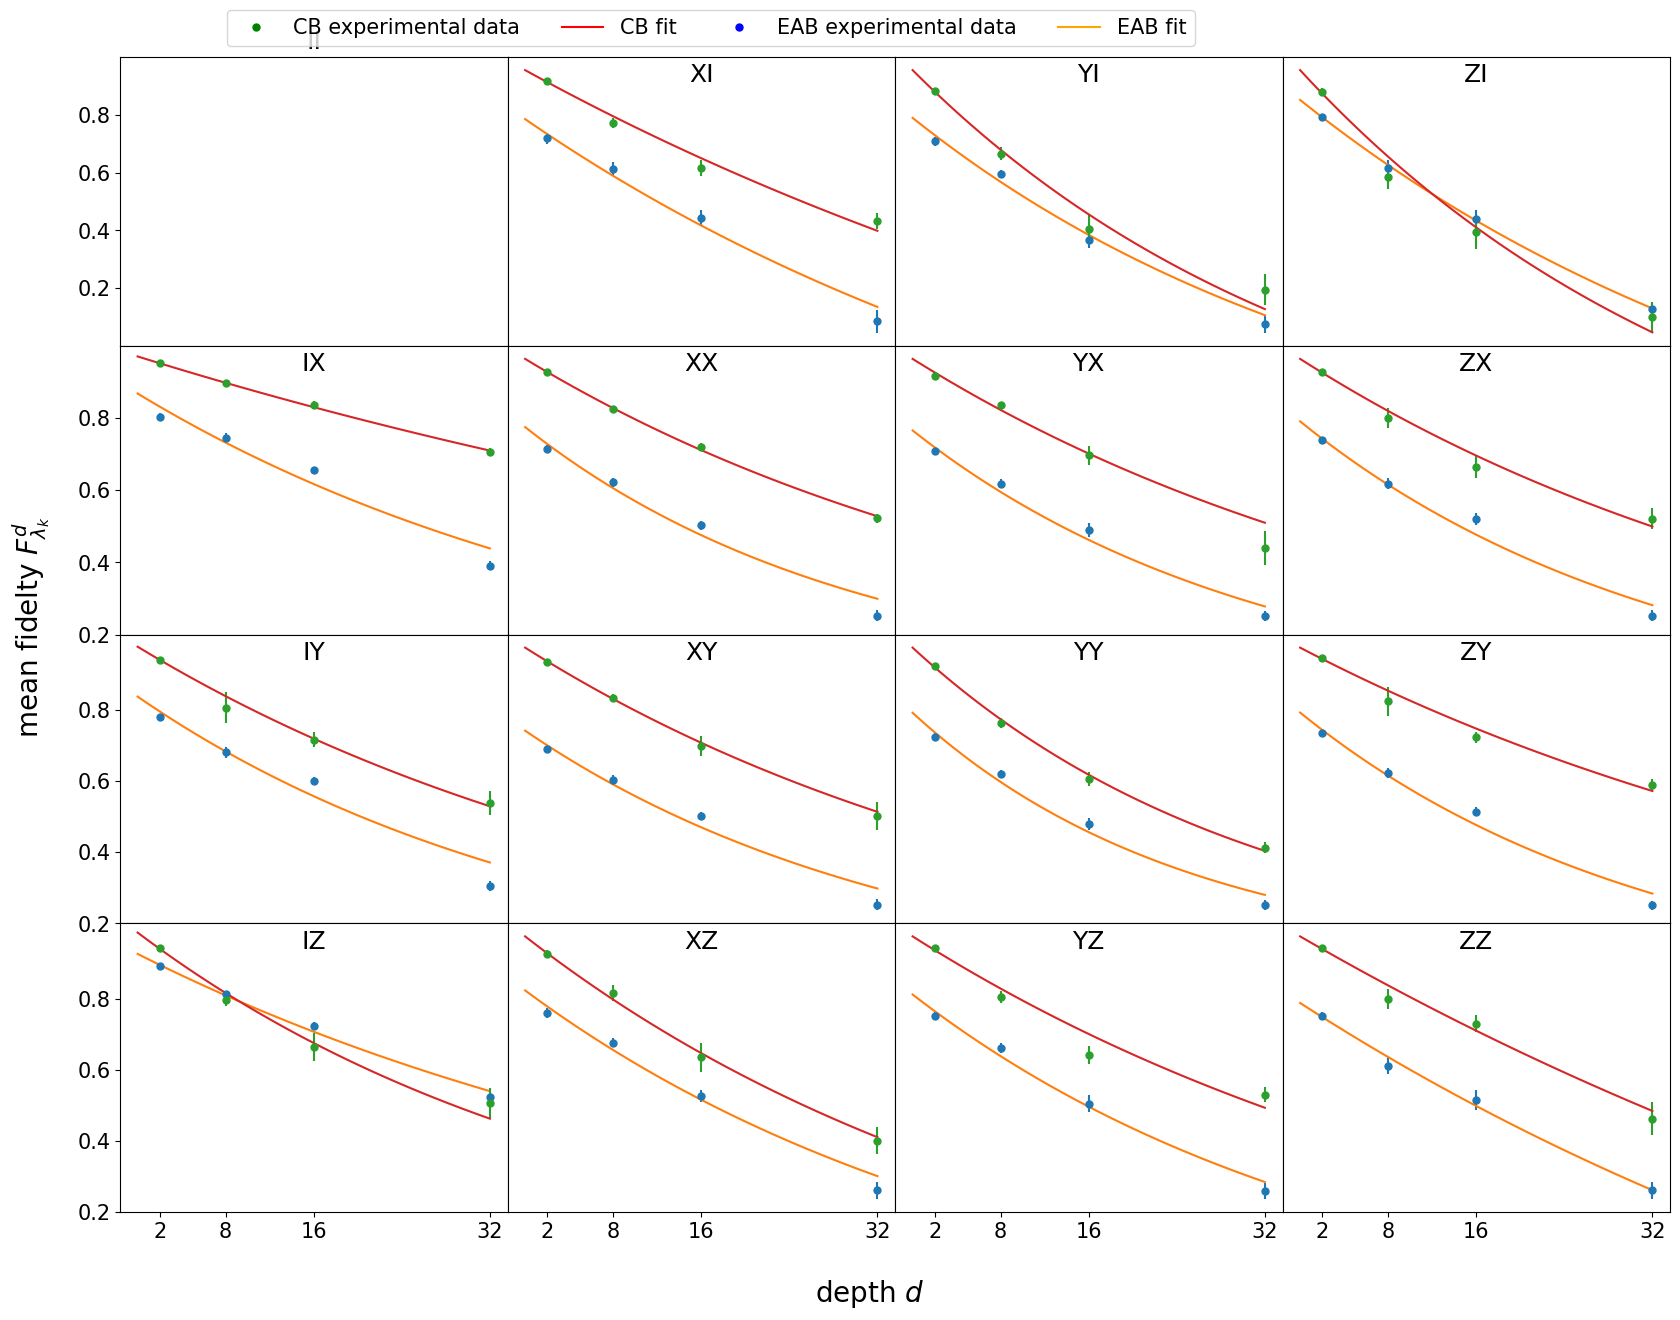 CB experimental data CB fit EAB experimental data EAB fit
II XI YI ZI
0.8
0.6
0.4
0.2
IX XX YX ZX
0.8
0.6
0.4
0.2
IY XY YY ZY
0.8
0.6
0.4
0.2
IZ XZ YZ ZZ
0.8
0.6
0.4
0.2
2 8 16 32 2 8 16 32 2 8 16 32 2 8 16 32
mean fidelty $F^d_{\lambda_k}$
depth d